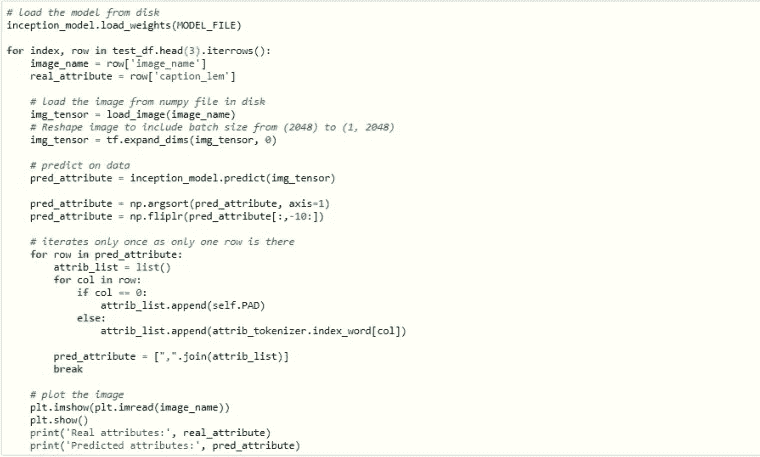 # load the model from disk
inception_model.load_weights(MODEL_FILE)

for index, row in test_df.head(3).iterrows():
    image_name = row['image_name']
    real_attribute = row['caption_lem']

    # load the image from numpy file in disk
    img_tensor = load_image(image_name)
    # Reshape image to include batch size from (2048) to (1, 2048)
    img_tensor = tf.expand_dims(img_tensor, 0)

    # predict on data
    pred_attribute = inception_model.predict(img_tensor)

    pred_attribute = np.argsort(pred_attribute, axis=1)
    pred_attribute = np.fliplr(pred_attribute[:,-10:])

    # iterates only once as only one row is there
    for row in pred_attribute:
        attrib_list = list()
        for col in row:
            if col == 0:
                attrib_list.append(self.PAD)
            else:
                attrib_list.append(attrib_tokenizer.index_word[col])

        pred_attribute = [",".join(attrib_list)]
        break

    # plot the image
    plt.imshow(plt.imread(image_name))
    plt.show()
    print('Real attributes:', real_attribute)
    print('Predicted attributes:', pred_attribute)